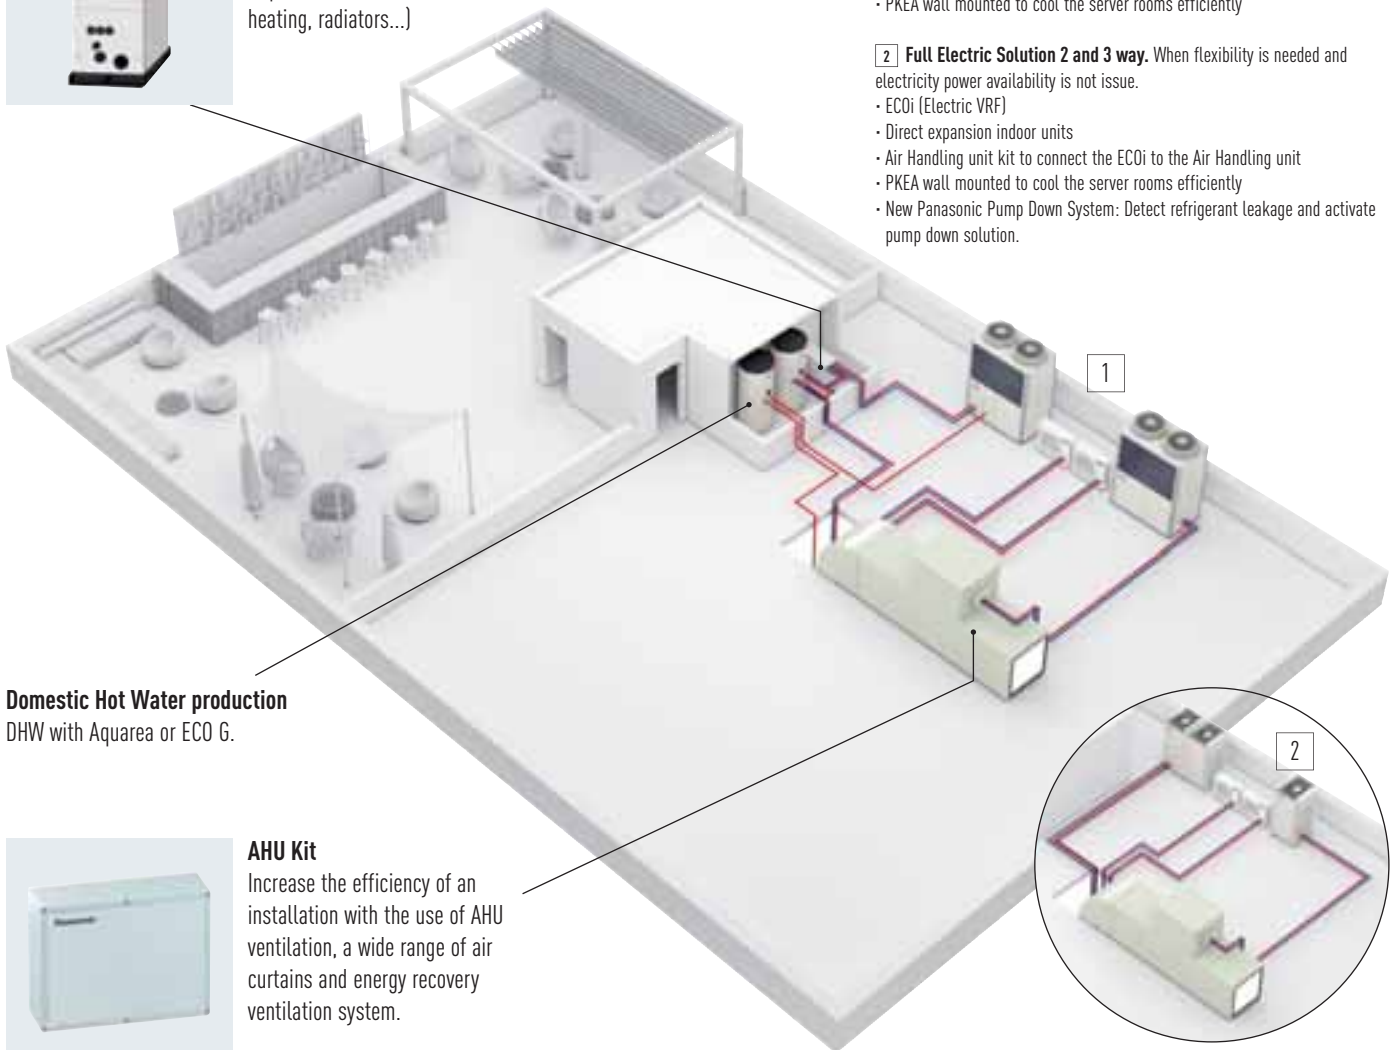 heating, radiators...)
· PKEA wall mounted to cool the server rooms efficiently
2 Full Electric Solution 2 and 3 way. When flexibility is needed and
electricity power availability is not issue.
· ECOi (Electric VRF)
· Direct expansion indoor units
· Air Handling unit kit to connect the ECOi to the Air Handling unit
· PKEA wall mounted to cool the server rooms efficiently
· New Panasonic Pump Down System: Detect refrigerant leakage and activate
pump down solution.
1
Domestic Hot Water production
DHW with Aquarea or ECO G.
2
AHU Kit
Increase the efficiency of an
installation with the use of AHU
ventilation, a wide range of air
curtains and energy recovery
ventilation system.